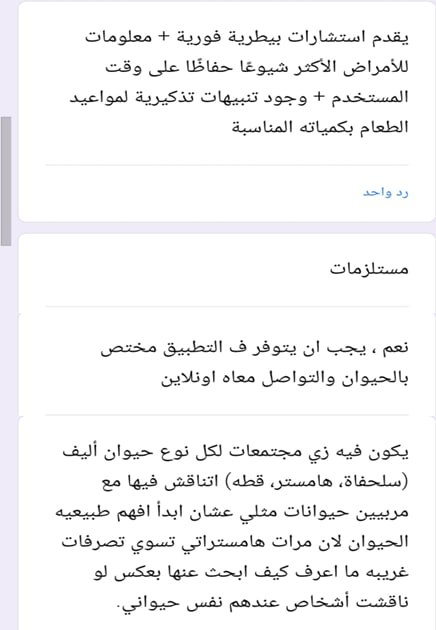 يقدم استشارات بيطرية فورية + معلومات
للأمراض الأكثر شيوعًا حفاظًا على وقت
المستخدم + وجود تنبيهات تذكيرية لمواعيد
الطعام بكمياته المناسبة
رد واحد
مستلزمات
نعم ، يجب ان يتوفر ف التطبيق مختص
بالحيوان والتواصل معاه اونلاين
يكون فيه زي مجتمعات لكل نوع حيوان أليف
(سلحفاة، هامستر، قطه) اتناقش فيها مع
مربيين حيوانات مثلي عشان ابدأ افهم طبيعيه
الحيوان لان مرات هامستراتي تسوي تصرفات
غريبه ما اعرف كيف ابحث عنها بعكس لو
ناقشت أشخاص عندهم نفس حيواني.